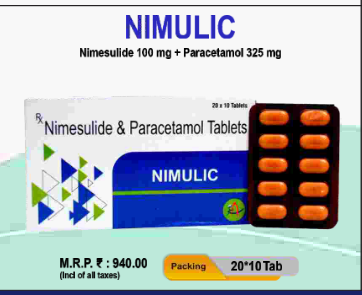 NIMULIC
Nimesulide 100 mg + Paracetamol 325 mg
20 x 10 Tablets
Rx Nimesulide & Paracetamol Tablets
NIMULIC
M.R.P. ₹ : 940.00
(Incl of all taxes)
Packing 20*10 Tab